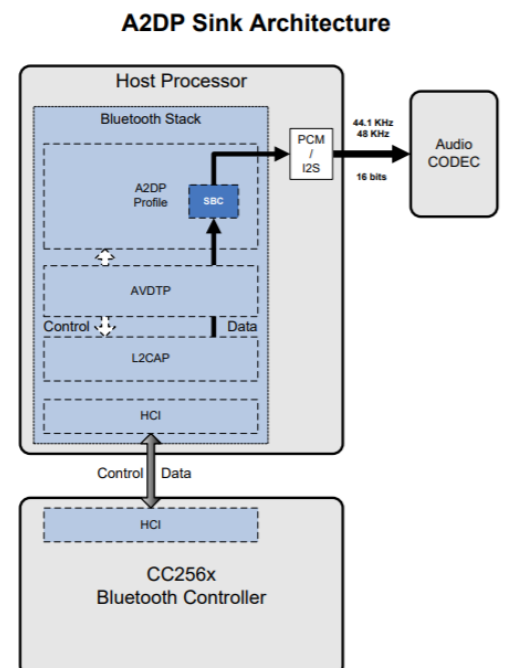 A2DP Sink Architecture
Host Processor
Bluetooth Stack
A2DP
Profile
SBC
PCM
/
I2S
44.1 KHz
48 KHz
16 bits
Audio
CODEC
AVDTP
Control
Data
L2CAP
HCI
Control
Data
HCI
CC256x
Bluetooth Controller